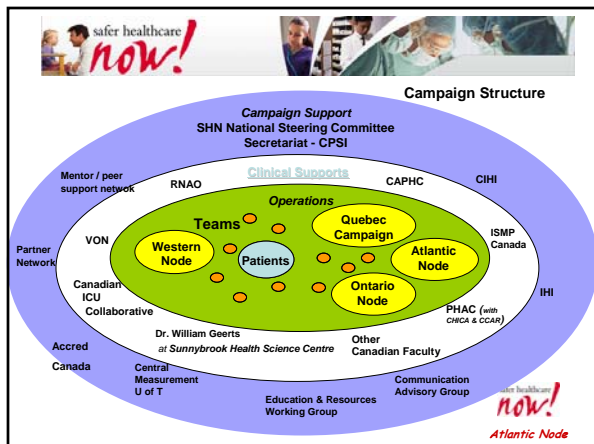 safer healthcare
now!
Campaign Structure
Campaign Support
SHN National Steering Committee
Secretariat - CPSI
Clinical Supports
Mentor / peer
support netwok
RNAO
CAPHC
CIHI
Operations
Teams
Quebec
Campaign
VON
ISMP
Canada
Western
Node
Patients
Atlantic
Node
Partner
Network
Canadian
ICU
Collaborative
Ontario
Node
IHI
PHAC (with
CHICA & CCAR)
Dr. William Geerts
at Sunnybrook Health Science Centre
Other
Canadian Faculty
Accred
Canada
Central
Measurement
U of T
Education & Resources
Working Group
Communication
Advisory Group
safer healthcare
now!
Atlantic Node